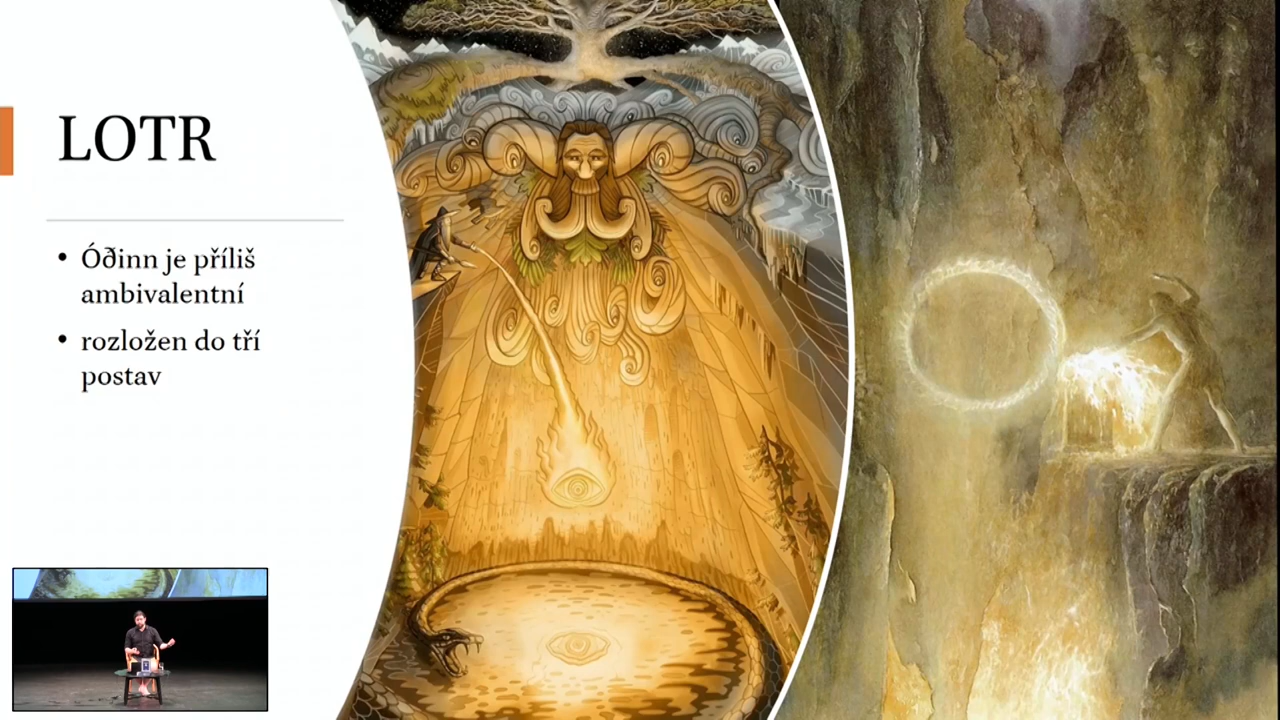 LOTR
• Óðinn je příliš
ambivalentní
• rozložen do tří
postav